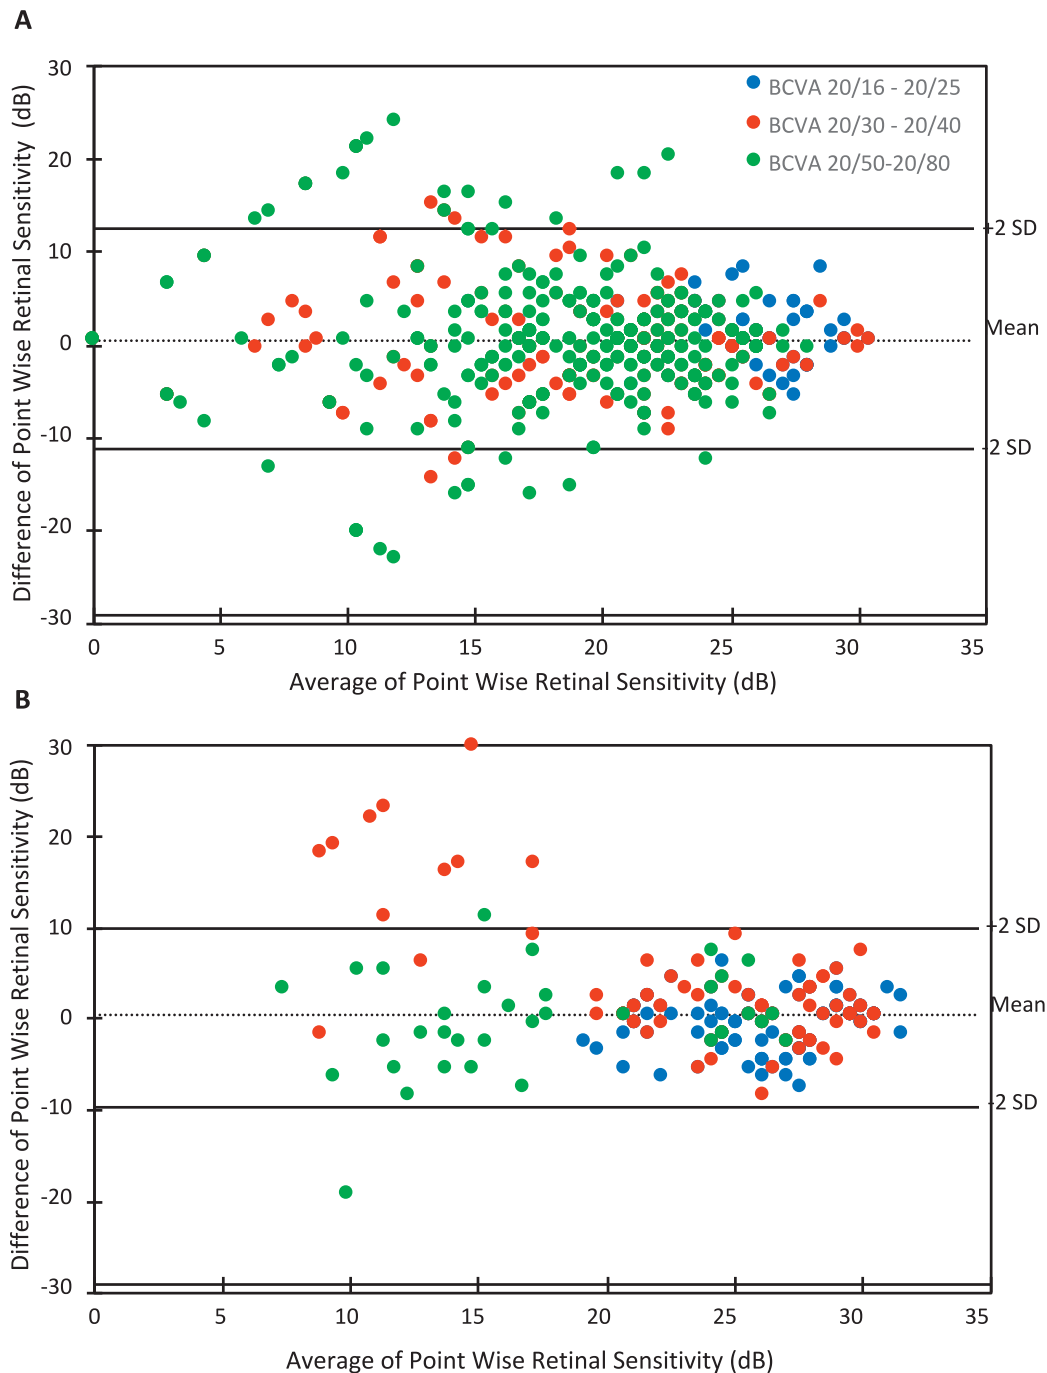 A
30
20
10
0
-10
-20
-30
Difference of Point Wise Retinal Sensitivity (dB)
BCVA 20/16 - 20/25
BCVA 20/30 - 20/40
BCVA 20/50-20/80
+2 SD
Mean
-2 SD
0
5
10
15
20
25
30
35
Average of Point Wise Retinal Sensitivity (dB)
B
30
20
10
0
-10
-20
-30
Difference of Point Wise Retinal Sensitivity (dB)
+2 SD
Mean
-2 SD
0
5
10
15
20
25
30
35
Average of Point Wise Retinal Sensitivity (dB)